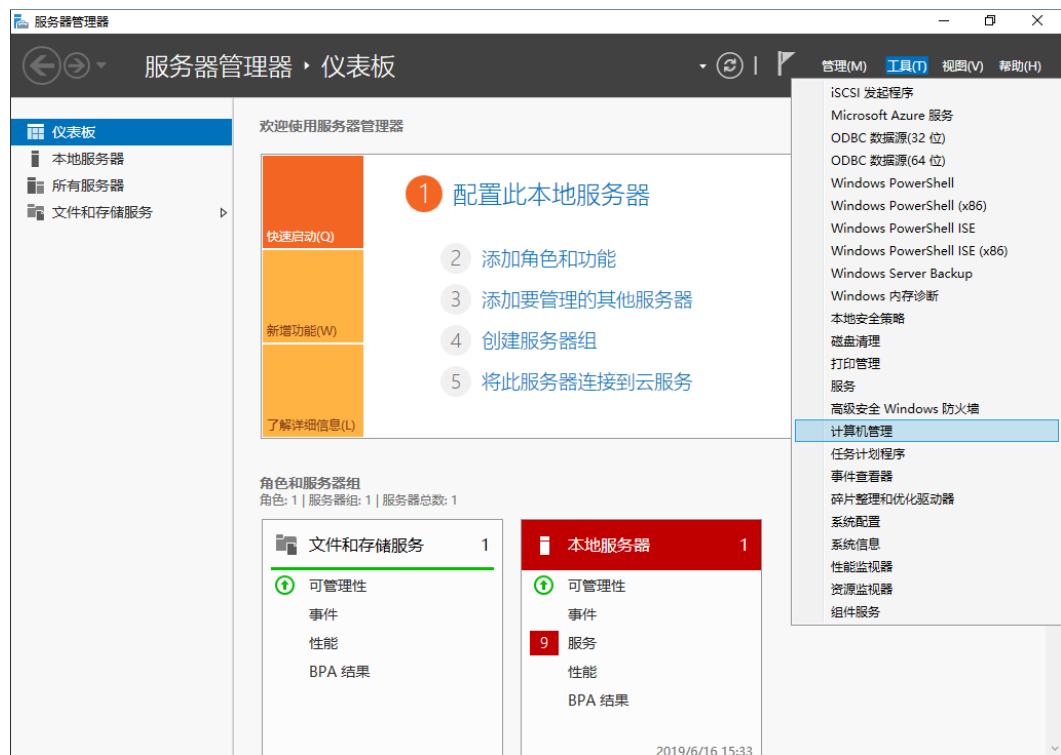 服务器管理器
服务器管理器 · 仪表板
管理(M) 工具(T) 视图(V) 帮助(H)
仪表板
本地服务器
所有服务器
文件和存储服务
欢迎使用服务器管理器
快速启动(Q)
新增功能(W)
了解详细信息(L)
1 配置此本地服务器
2 添加角色和功能
3 添加要管理的其他服务器
4 创建服务器组
5 将此服务器连接到云服务
角色和服务器组
角色: 1 | 服务器组: 1 | 服务器总数: 1
文件和存储服务 1
可管理性
事件
性能
BPA 结果
本地服务器 1
可管理性
事件
9 服务
性能
BPA 结果
2019/6/16 15:33
iSCSI 发起程序
Microsoft Azure 服务
ODBC 数据源(32 位)
ODBC 数据源(64 位)
Windows PowerShell
Windows PowerShell (x86)
Windows PowerShell ISE
Windows PowerShell ISE (x86)
Windows Server Backup
Windows 内存诊断
本地安全策略
磁盘清理
打印管理
服务
高级安全 Windows 防火墙
计算机管理
任务计划程序
事件查看器
碎片整理和优化驱动器
系统配置
系统信息
性能监视器
资源监视器
组件服务